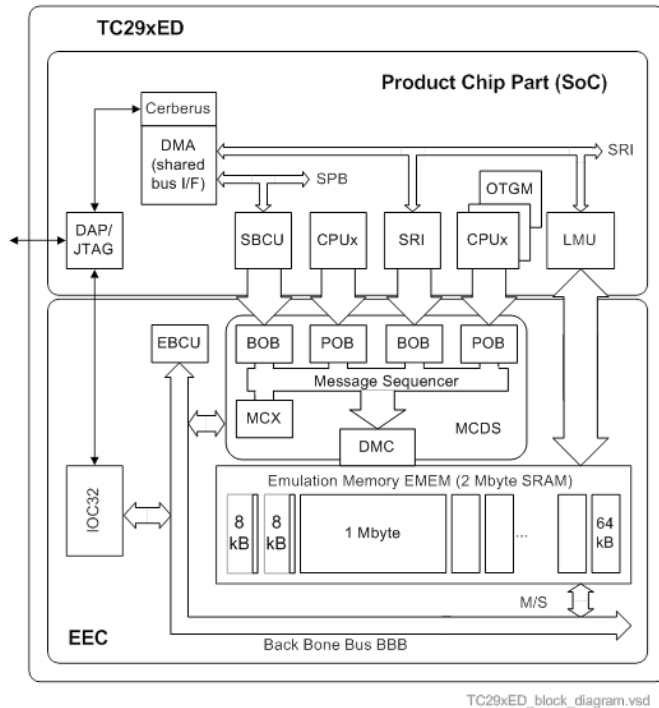 TC29xED
Product Chip Part (SoC)
Cerberus
DMA
(shared
bus I/F)
SRI
SPB
OTGM
DAP/
JTAG
SBCU
CPUx
SRI
CPUx
LMU
EBCU
BOB
POB
BOB
POB
Message Sequencer
MCX
MCDS
DMC
Emulation Memory EMEM (2 Mbyte SRAM)
IOC32
8
kB
8
kB
1 Mbyte
...
64
kB
M/S
EEC
Back Bone Bus BBB
TC29xED_block_diagram.vsd